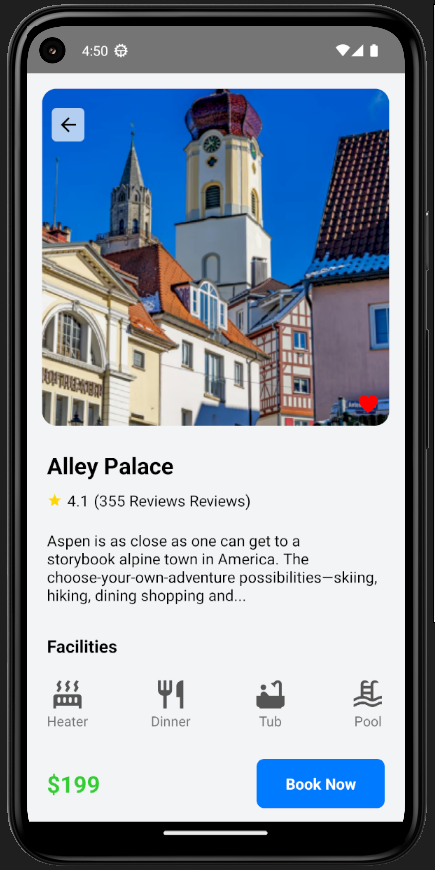 4:50
Alley Palace
4.1 (355 Reviews Reviews)
Aspen is as close as one can get to a
storybook alpine town in America. The
choose-your-own-adventure possibilities—skiing,
hiking, dining shopping and...
Facilities
Heater
Dinner
Tub
Pool
$199
Book Now